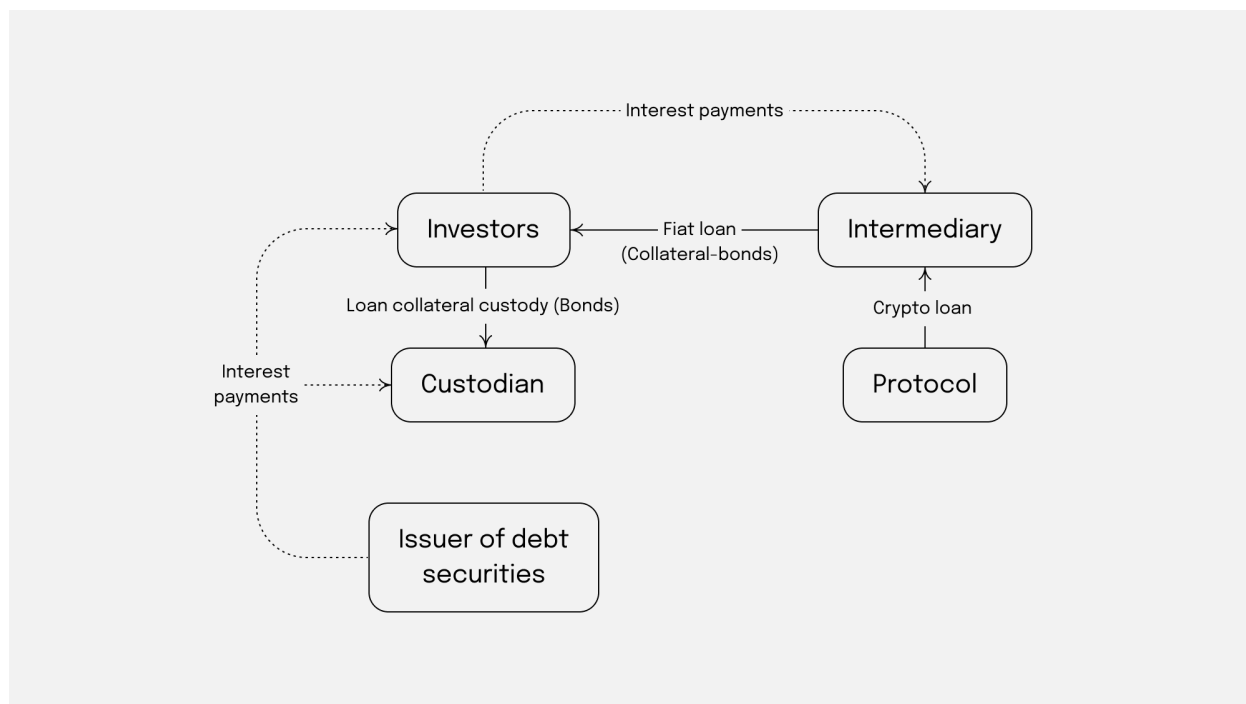 Interest payments
Investors
Fiat loan
(Collateral-bonds)
Intermediary
Loan collateral custody (Bonds)
Crypto loan
Interest
payments
Custodian
Protocol
Issuer of debt
securities